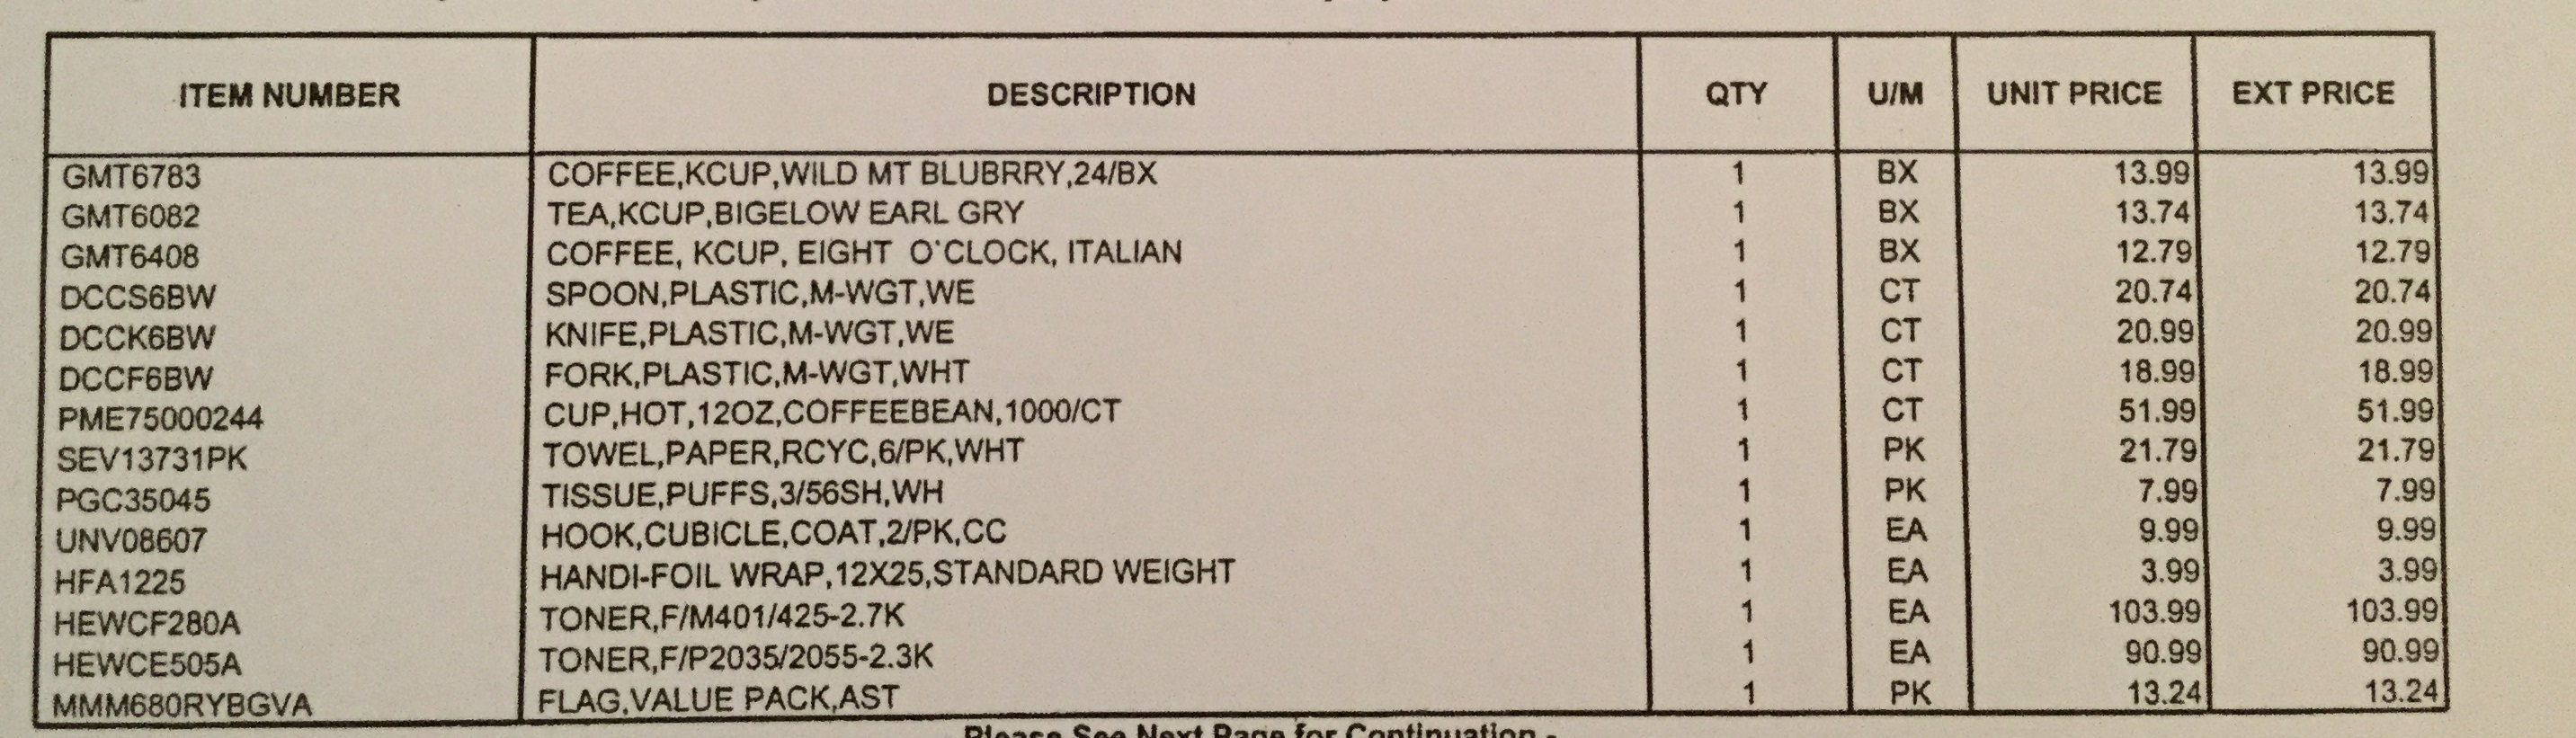 ITEM NUMBER DESCRIPTION QTY U/M UNIT PRICE EXT PRICE
GMT6783 COFFEE,KCUP,WILD MT BLUBRRY,24/BX 1 BX 13.99 13.99
GMT6082 TEA,KCUP,BIGELOW EARL GRY 1 BX 13.74 13.74
GMT6408 COFFEE, KCUP, EIGHT O'CLOCK, ITALIAN 1 BX 12.79 12.79
DCCS6BW SPOON,PLASTIC,M-WGT,WE 1 CT 20.74 20.74
DCCK6BW KNIFE,PLASTIC,M-WGT,WE 1 CT 20.99 20.99
DCCF6BW FORK,PLASTIC,M-WGT,WHT 1 CT 18.99 18.99
PME75000244 CUP,HOT,12OZ,COFFEEBEAN,1000/CT 1 CT 51.99 51.99
SEV13731PK TOWEL,PAPER,RCYC,6/PK,WHT 1 PK 21.79 21.79
PGC35045 TISSUE,PUFFS,3/56SH,WH 1 PK 7.99 7.99
UNV08607 HOOK,CUBICLE,COAT,2/PK,CC 1 EA 9.99 9.99
HFA1225 HANDI-FOIL WRAP,12X25,STANDARD WEIGHT 1 EA 3.99 3.99
HEWCF280A TONER,F/M401/425-2.7K 1 EA 103.99 103.99
HEWCE505A TONER,F/P2035/2055-2.3K 1 EA 90.99 90.99
MMM680RYBGVA FLAG,VALUE PACK,AST 1 PK 13.24 13.24
Please See Next Page for Continuation -